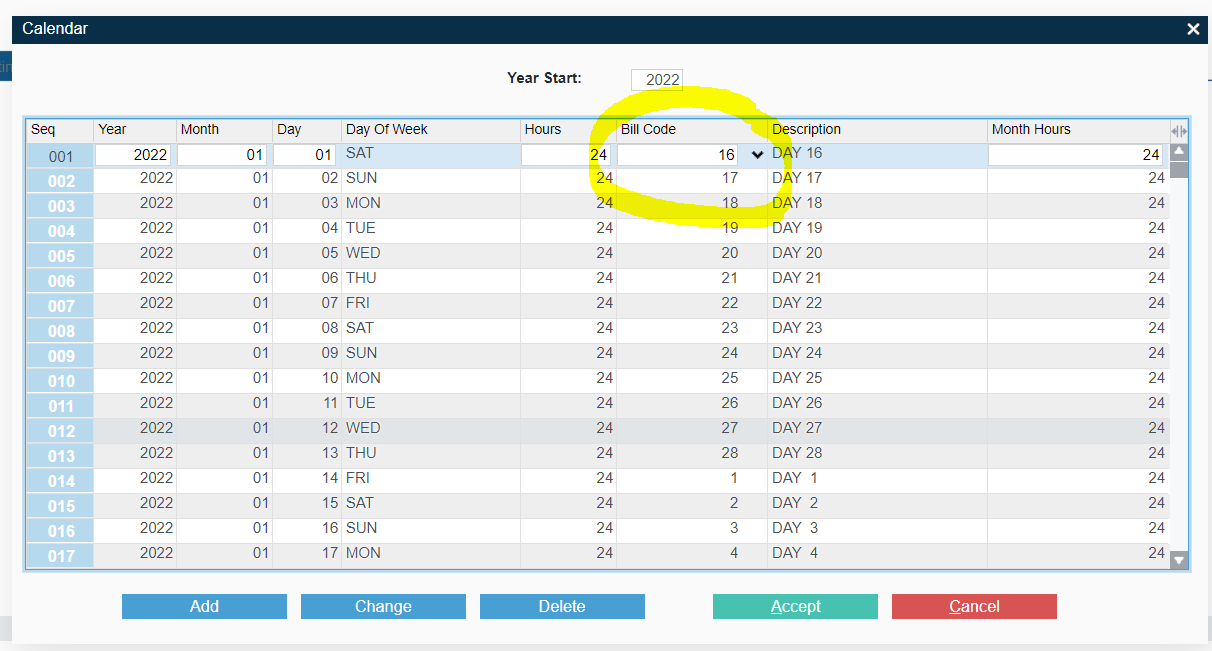 Calendar
Year Start: 2022
Seq Year Month Day Day Of Week Hours Bill Code Description Month Hours
001 2022 01 01 SAT 24 16 DAY 16 24
002 2022 01 02 SUN 24 17 DAY 17 24
003 2022 01 03 MON 24 18 DAY 18 24
004 2022 01 04 TUE 24 19 DAY 19 24
005 2022 01 05 WED 24 20 DAY 20 24
006 2022 01 06 THU 24 21 DAY 21 24
007 2022 01 07 FRI 24 22 DAY 22 24
008 2022 01 08 SAT 24 23 DAY 23 24
009 2022 01 09 SUN 24 24 DAY 24 24
010 2022 01 10 MON 24 25 DAY 25 24
011 2022 01 11 TUE 24 26 DAY 26 24
012 2022 01 12 WED 24 27 DAY 27 24
013 2022 01 13 THU 24 28 DAY 28 24
014 2022 01 14 FRI 24 1 DAY 1 24
015 2022 01 15 SAT 24 2 DAY 2 24
016 2022 01 16 SUN 24 3 DAY 3 24
017 2022 01 17 MON 24 4 DAY 4 24
Add Change Delete Accept Cancel